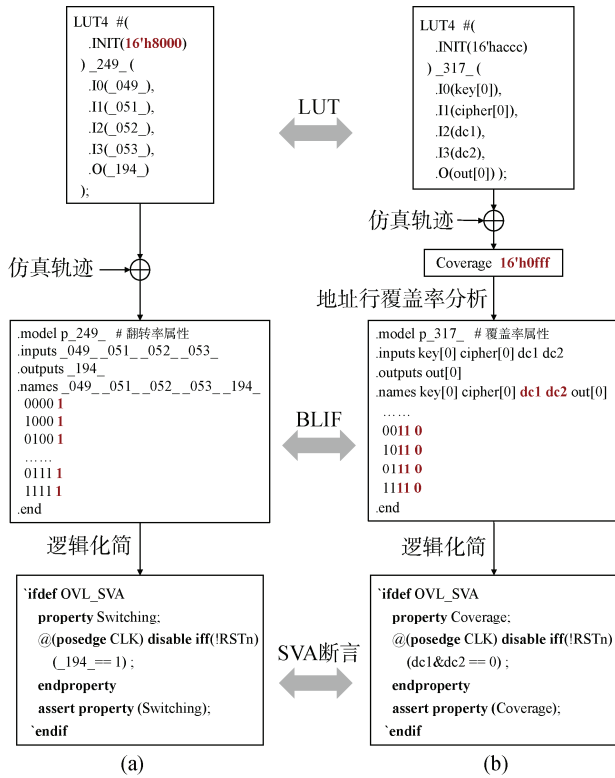 LUT4 #(
.INIT(16'h8000)
) _249_ (
.I0(_049_),
.I1(_051_),
.I2(_052_),
.I3(_053_),
.O(_194_)
);
仿真轨迹
.model p_249_ # 翻转率属性
.inputs _049_ _051_ _052_ _053_
.outputs _194_
.names _049_ _051_ _052_ _053_ _194_
0000 1
1000 1
0100 1
……
0111 1
1111 1
.end
逻辑化简
`ifdef OVL_SVA
property Switching;
@(posedge CLK) disable iff(!RSTn)
(_194_== 1) ;
endproperty
assert property (Switching);
`endif
(a)
LUT
BLIF
SVA断言
LUT4 #(
.INIT(16'haccc)
) _317_ (
.I0(key[0]),
.I1(cipher[0]),
.I2(dc1),
.I3(dc2),
.O(out[0]) );
仿真轨迹
Coverage 16'h0fff
地址行覆盖率分析
.model p_317_ # 覆盖率属性
.inputs key[0] cipher[0] dc1 dc2
.outputs out[0]
.names key[0] cipher[0] dc1 dc2 out[0]
……
0011 0
1011 0
0111 0
1111 0
.end
逻辑化简
`ifdef OVL_SVA
property Coverage;
@(posedge CLK) disable iff(!RSTn)
(dc1&dc2 == 0) ;
endproperty
assert property (Coverage);
`endif
(b)